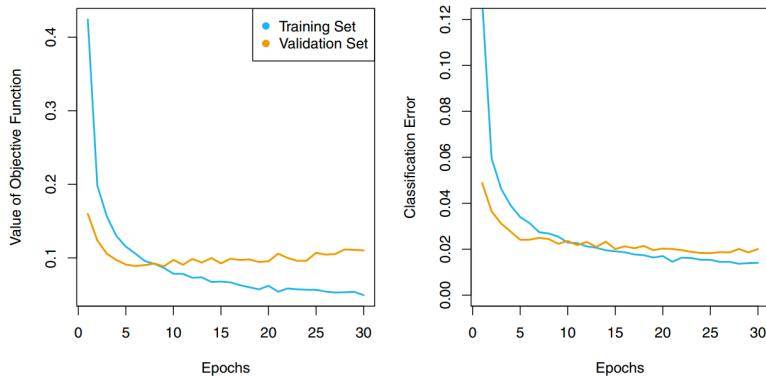 Training Set
Validation Set
Value of Objective Function
0.4
0.3
0.2
0.1
0 5 10 15 20 25 30
Epochs
Classification Error
0.12
0.10
0.08
0.06
0.04
0.02
0.00
0 5 10 15 20 25 30
Epochs